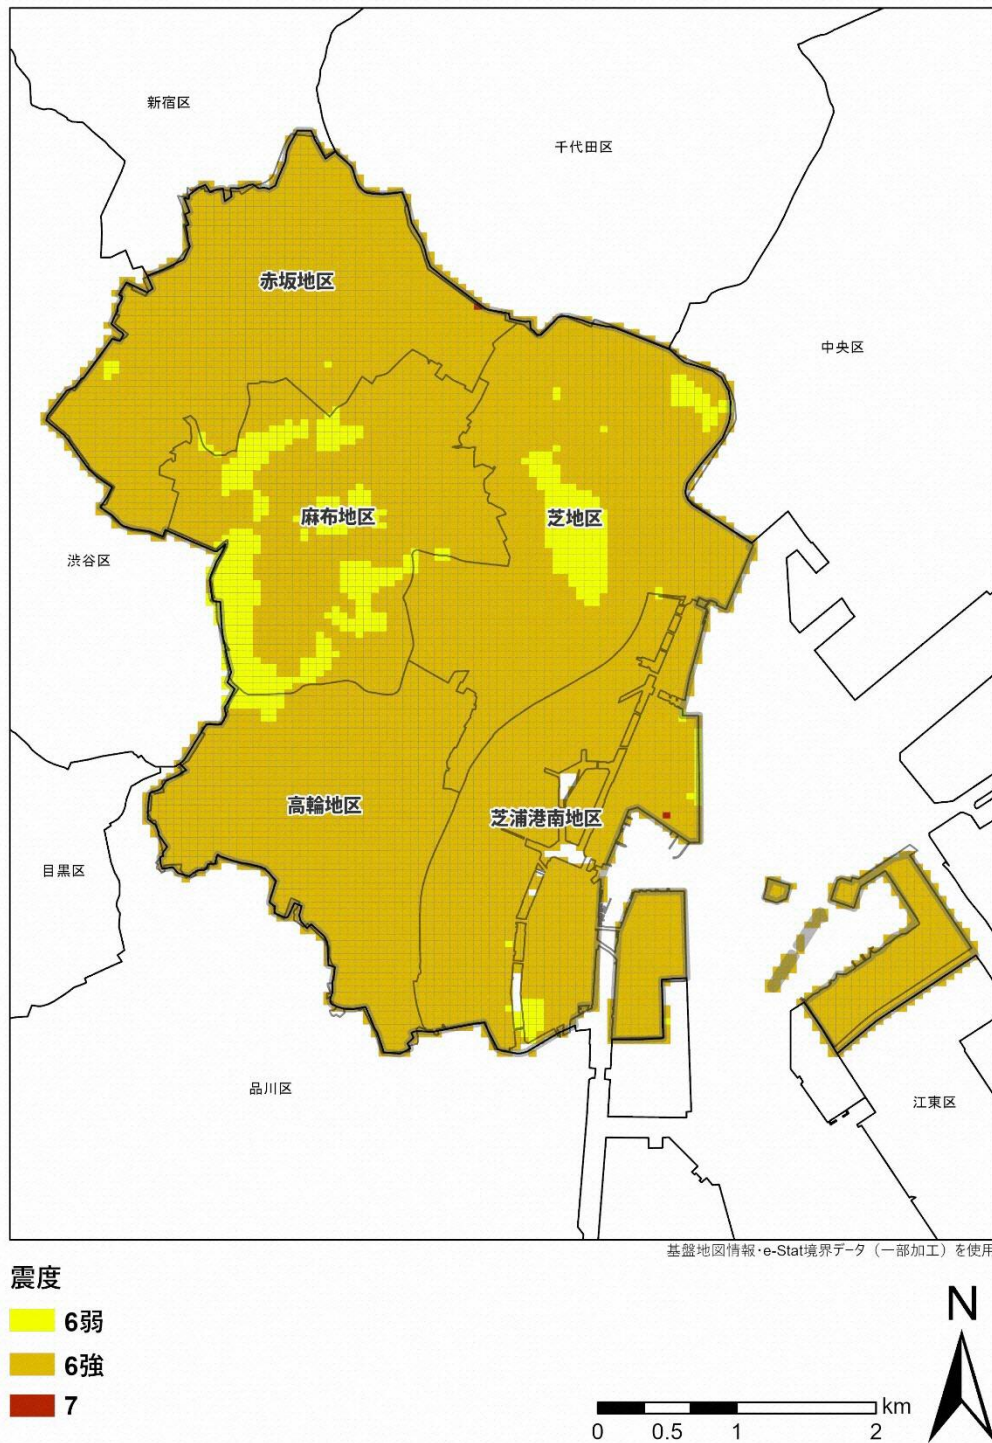 新宿区
千代田区
赤坂地区
中央区
麻布地区
芝地区
渋谷区
高輪地区
芝浦港南地区
目黒区
品川区
江東区
基盤地図情報・e-Stat境界データ（一部加工）を使用
震度
6弱
6強
7
N
km
0 0.5 1 2